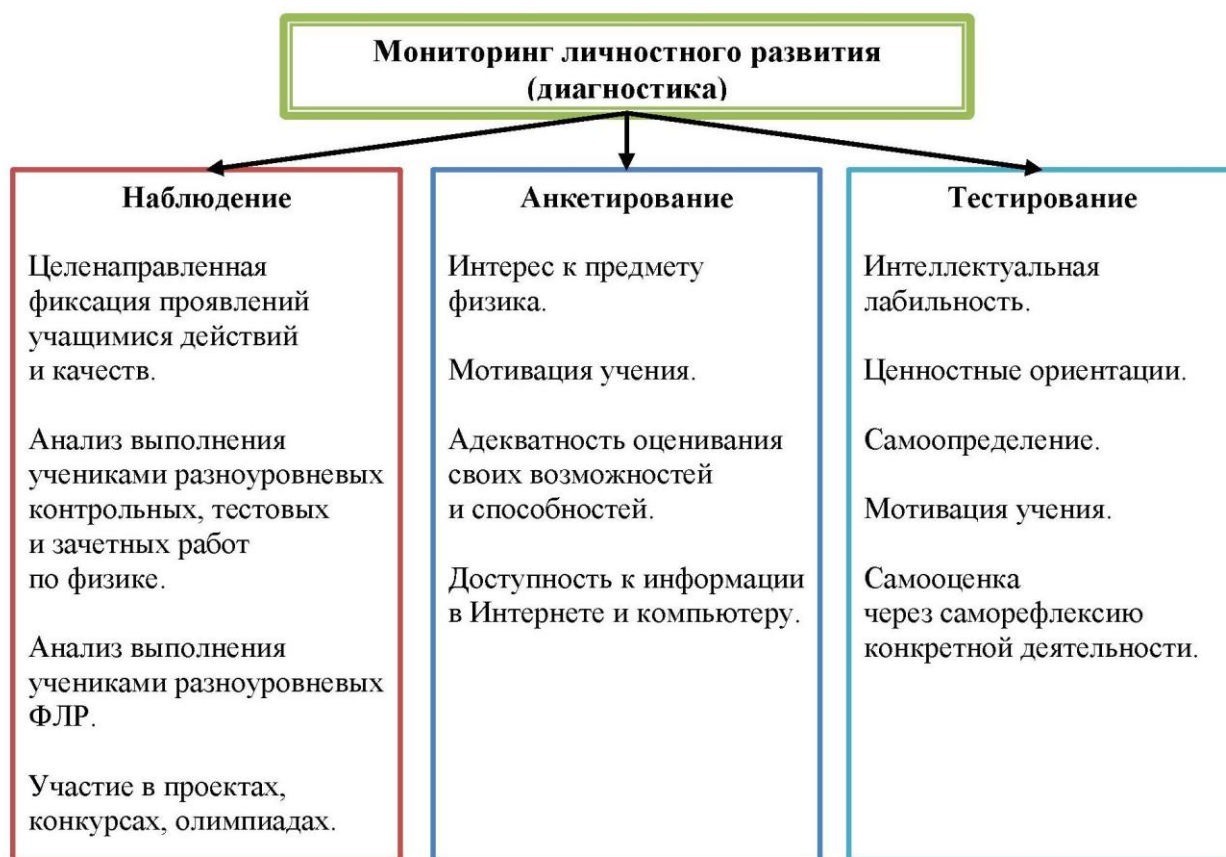 Мониторинг личностного развития
(диагностика)
Наблюдение
Целенаправленная
фиксация проявлений
учащимися действий
и качеств.
Анализ выполнения
учениками разноуровневых
контрольных, тестовых
и зачетных работ
по физике.
Анализ выполнения
учениками разноуровневых
ФЛР.
Участие в проектах,
конкурсах, олимпиадах.
Анкетирование
Интерес к предмету
физика.
Мотивация учения.
Адекватность оценивания
своих возможностей
и способностей.
Доступность к информации
в Интернете и компьютеру.
Тестирование
Интеллектуальная
лабильность.
Ценностные ориентации.
Самоопределение.
Мотивация учения.
Самооценка
через саморефлексию
конкретной деятельности.